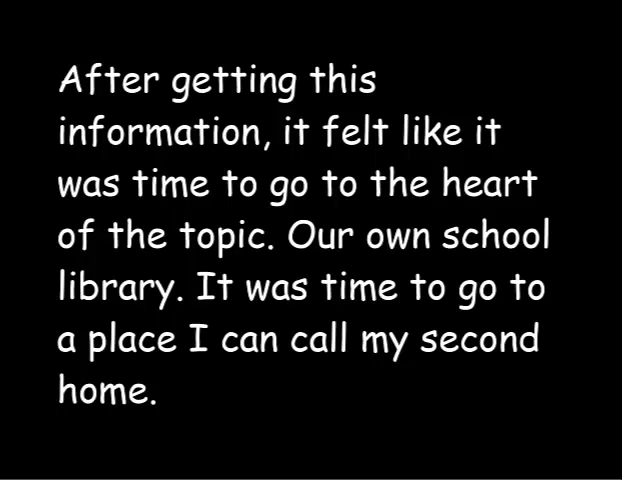 After getting this
information, it felt like it
was time to go to the heart
of the topic. Our own school
library. It was time to go to
a place I can call my second
home.